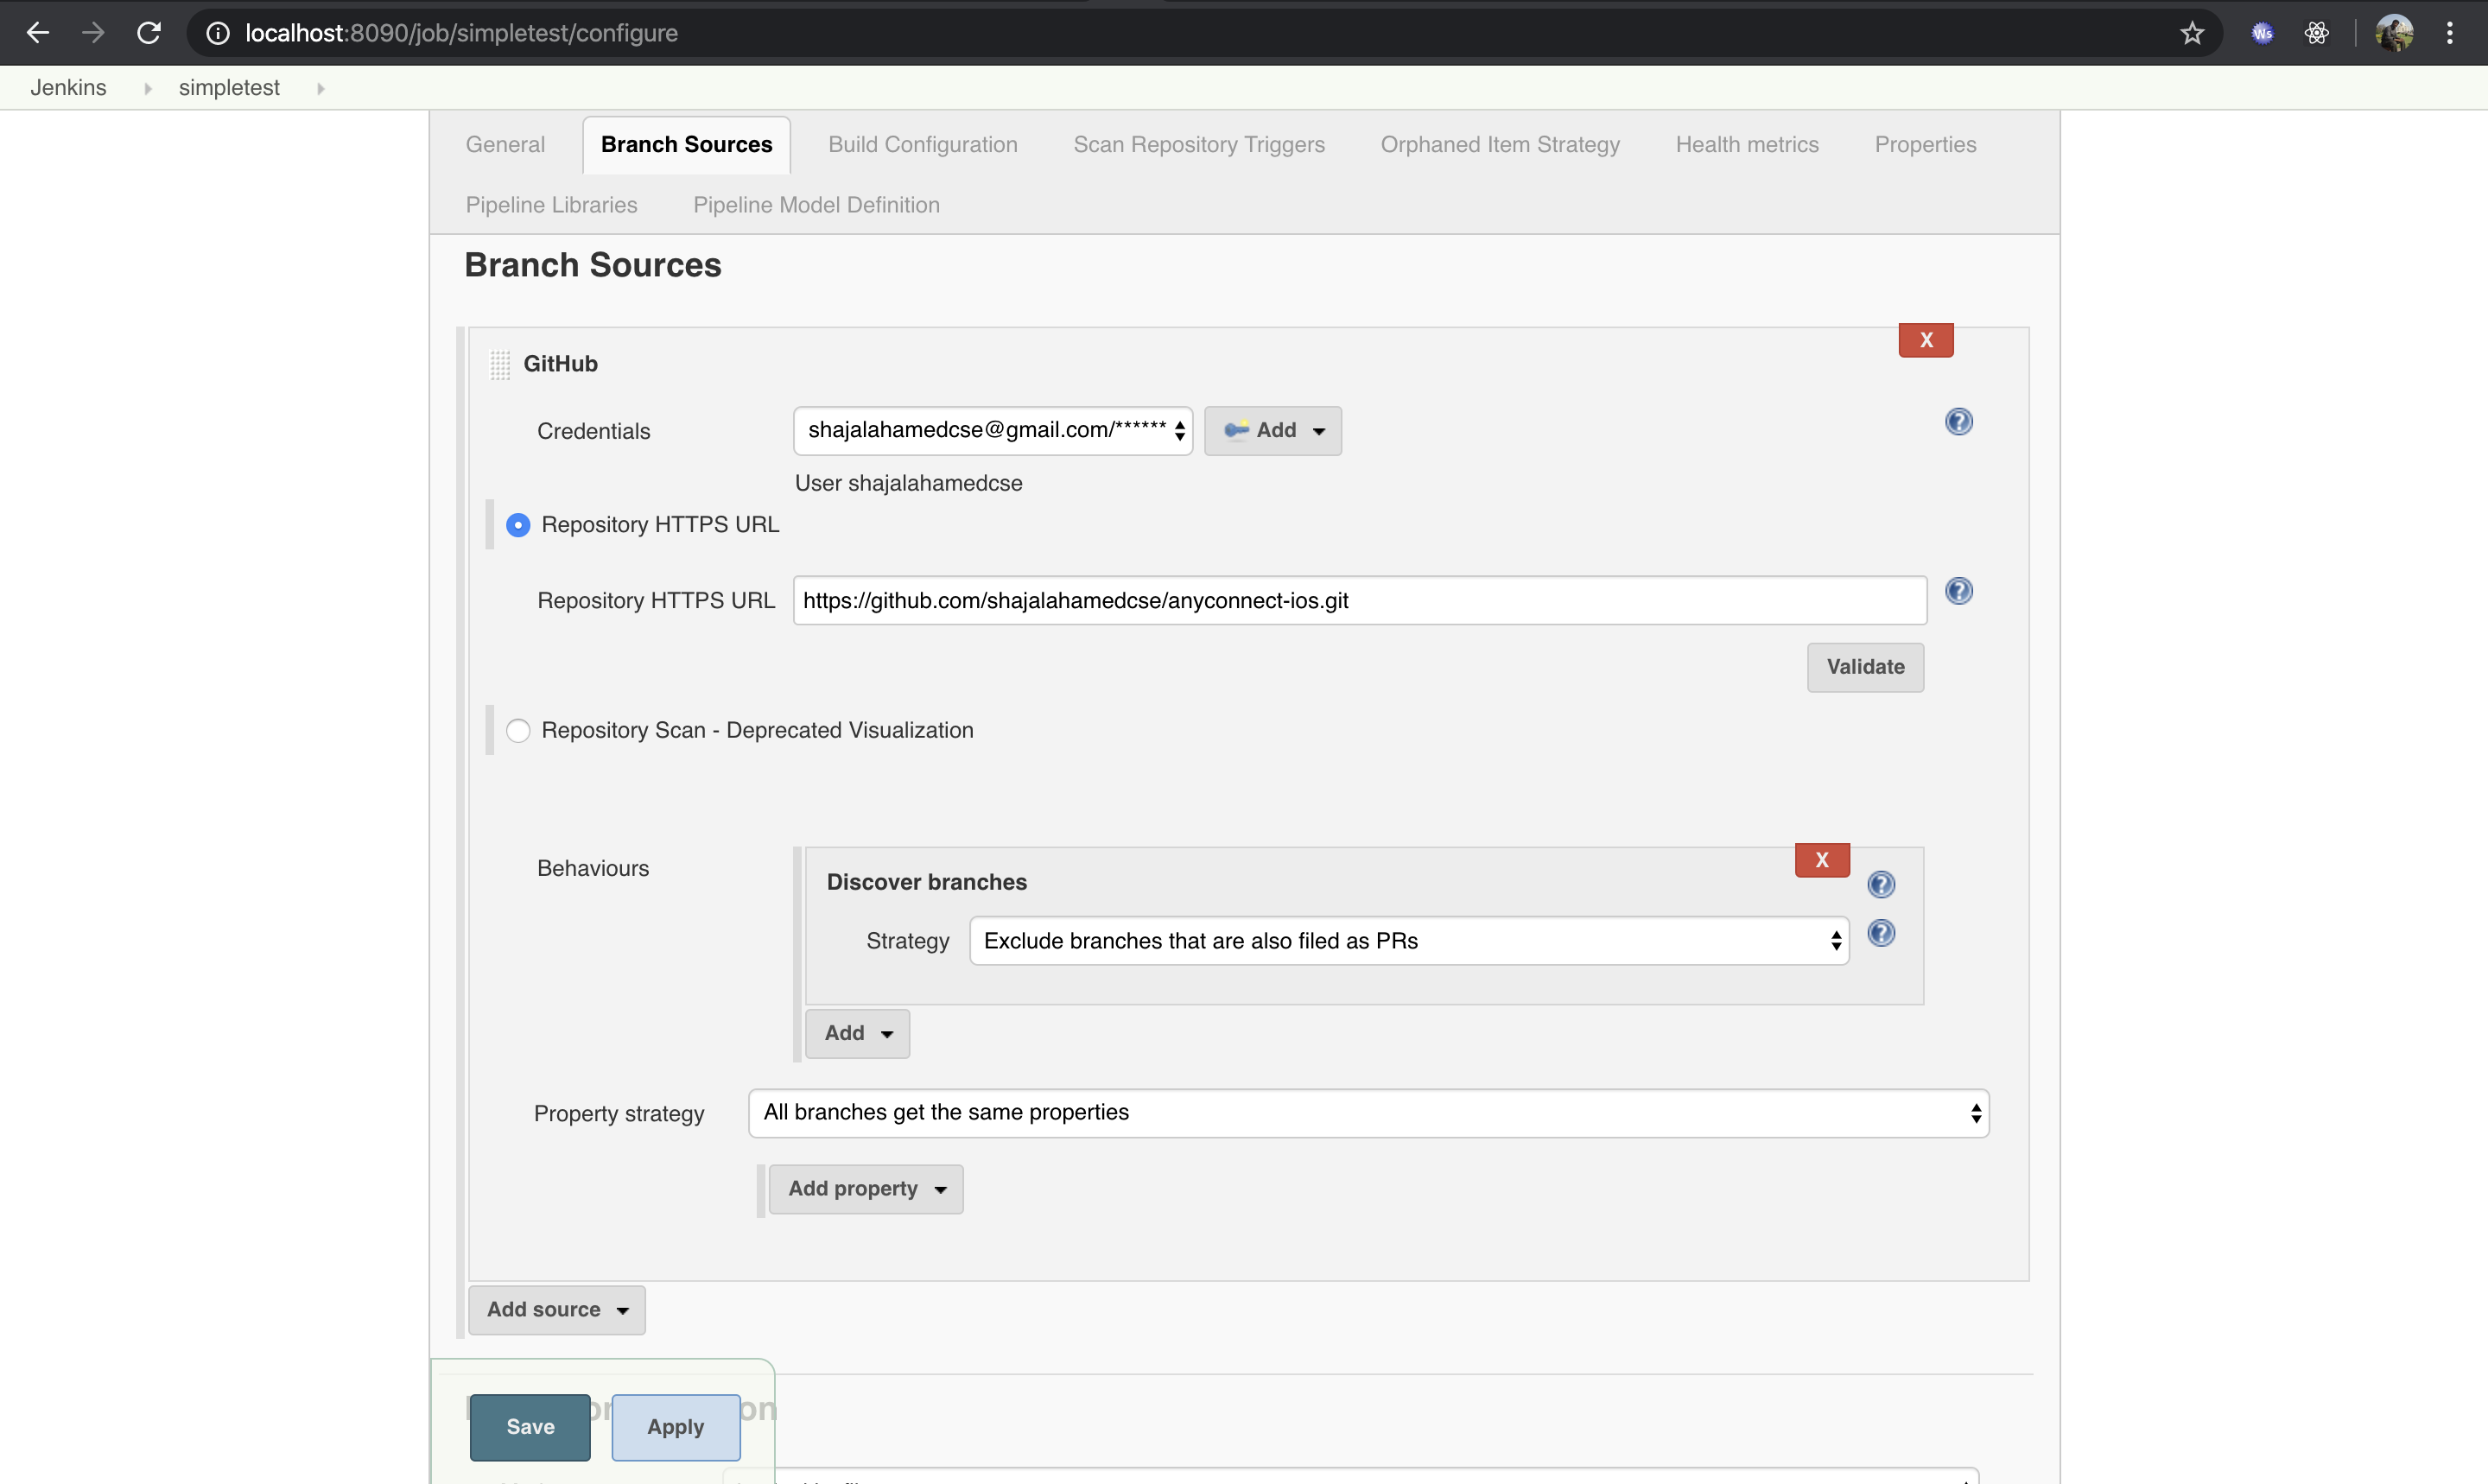 localhost:8090/job/simpletest/configure
Ws
Jenkins simpletest
General Branch Sources Build Configuration Scan Repository Triggers Orphaned Item Strategy Health metrics Properties
Pipeline Libraries Pipeline Model Definition
Branch Sources
X
GitHub
Credentials shajalahamedcse@gmail.com/****** Add ?
User shajalahamedcse
Repository HTTPS URL
Repository HTTPS URL https://github.com/shajalahamedcse/anyconnect-ios.git ?
Validate
Repository Scan - Deprecated Visualization
X
Behaviours
Discover branches ?
Strategy Exclude branches that are also filed as PRs ?
Add
Property strategy All branches get the same properties
Add property
Add source
Save Apply